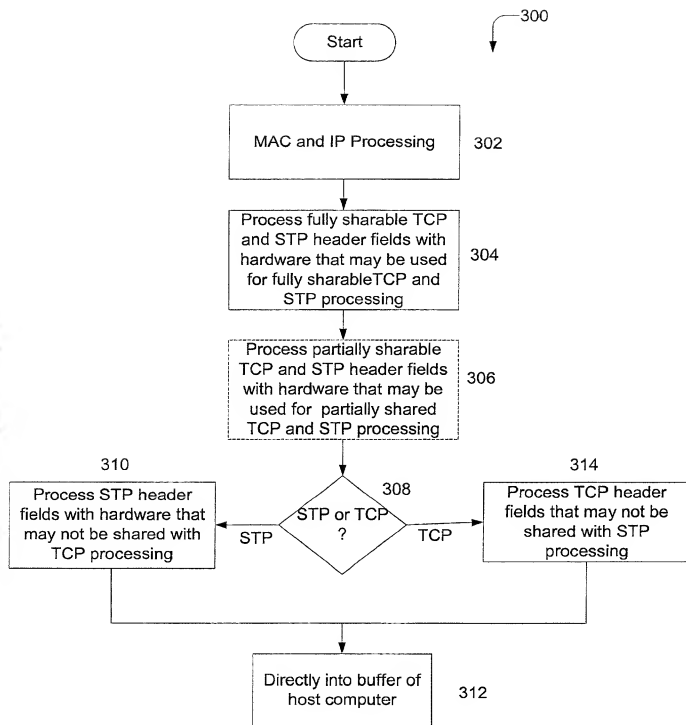 300
Start
MAC and IP Processing
302
Process fully sharable TCP
and STP header fields with
hardware that may be used
for fully sharableTCP and
STP processing
304
Process partially sharable
TCP and STP header fields
with hardware that may be
used for partially shared
TCP and STP processing
306
310
308
314
Process STP header
fields with hardware that
may not be shared with
TCP processing
STP or TCP
?
STP
TCP
Process TCP header
fields that may not be
shared with STP
processing
Directly into buffer of
host computer
312